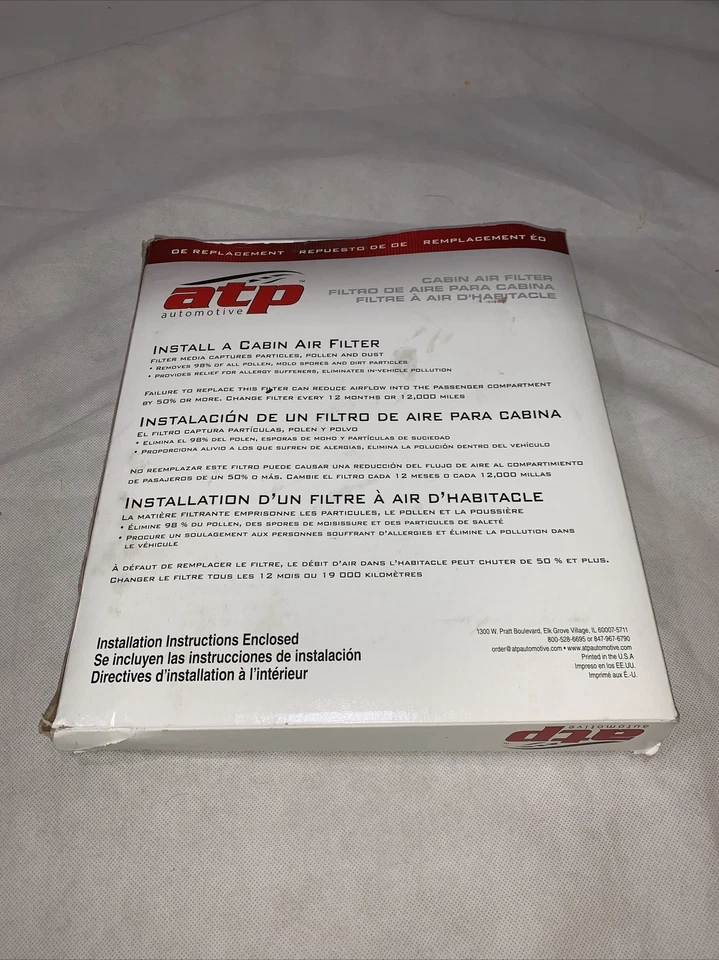 OE REPLACEMENT REPUESTO DE OE REMPLACEMENT ÉO
atp™
automotive
CABIN AIR FILTER
FILTRO DE AIRE PARA CABINA
FILTRE À AIR D'HABITACLE
INSTALL A CABIN AIR FILTER
FILTER MEDIA CAPTURES PARTICLES, POLLEN AND DUST
• REMOVES 98% OF ALL POLLEN, MOLD SPORES AND DIRT PARTICLES
• PROVIDES RELIEF FOR ALLERGY SUFFERERS, ELIMINATES IN-VEHICLE POLLUTION
FAILURE TO REPLACE THIS FILTER CAN REDUCE AIRFLOW INTO THE PASSENGER COMPARTMENT
BY 50% OR MORE. CHANGE FILTER EVERY 12 MONTHS OR 12,000 MILES
INSTALACIÓN DE UN FILTRO DE AIRE PARA CABINA
EL FILTRO CAPTURA PARTÍCULAS, POLEN Y POLVO
• ELIMINA EL 98% DEL POLEN, ESPORAS DE MOHO Y PARTÍCULAS DE SUCIEDAD
• PROPORCIONA ALIVIO A LOS QUE SUFREN DE ALERGIAS, ELIMINA LA POLUCIÓN DENTRO DEL VEHÍCULO
NO REEMPLAZAR ESTE FILTRO PUEDE CAUSAR UNA REDUCCIÓN DEL FLUJO DE AIRE AL COMPARTIMIENTO
DE PASAJEROS DE UN 50% O MÁS. CAMBIE EL FILTRO CADA 12 MESES O CADA 12,000 MILLAS
INSTALLATION D'UN FILTRE À AIR D'HABITACLE
LA MATIÈRE FILTRANTE EMPRISONNE LES PARTICULES, LE POLLEN ET LA POUSSIÈRE
• ÉLIMINE 98 % DU POLLEN, DES SPORES DE MOISISSURE ET DES PARTICULES DE SALETÉ
• PROCURE UN SOULAGEMENT AUX PERSONNES SOUFFRANT D'ALLERGIES ET ÉLIMINE LA POLLUTION DANS
LE VÉHICULE
À DÉFAUT DE REMPLACER LE FILTRE, LE DÉBIT D'AIR DANS L'HABITACLE PEUT CHUTER DE 50 % ET PLUS.
CHANGER LE FILTRE TOUS LES 12 MOIS OU 19 000 KILOMÈTRES
Installation Instructions Enclosed
Se incluyen las instrucciones de instalación
Directives d'installation à l'intérieur
1300 W. Pratt Boulevard, Elk Grove Village, IL 60007-5711
800-528-6695 or 847-967-6790
order@atpautomotive.com • www.atpautomotive.com
Printed in the U.S.A
Impreso en los EE.UU.
Imprimé aux É.-U.
atp
automotive